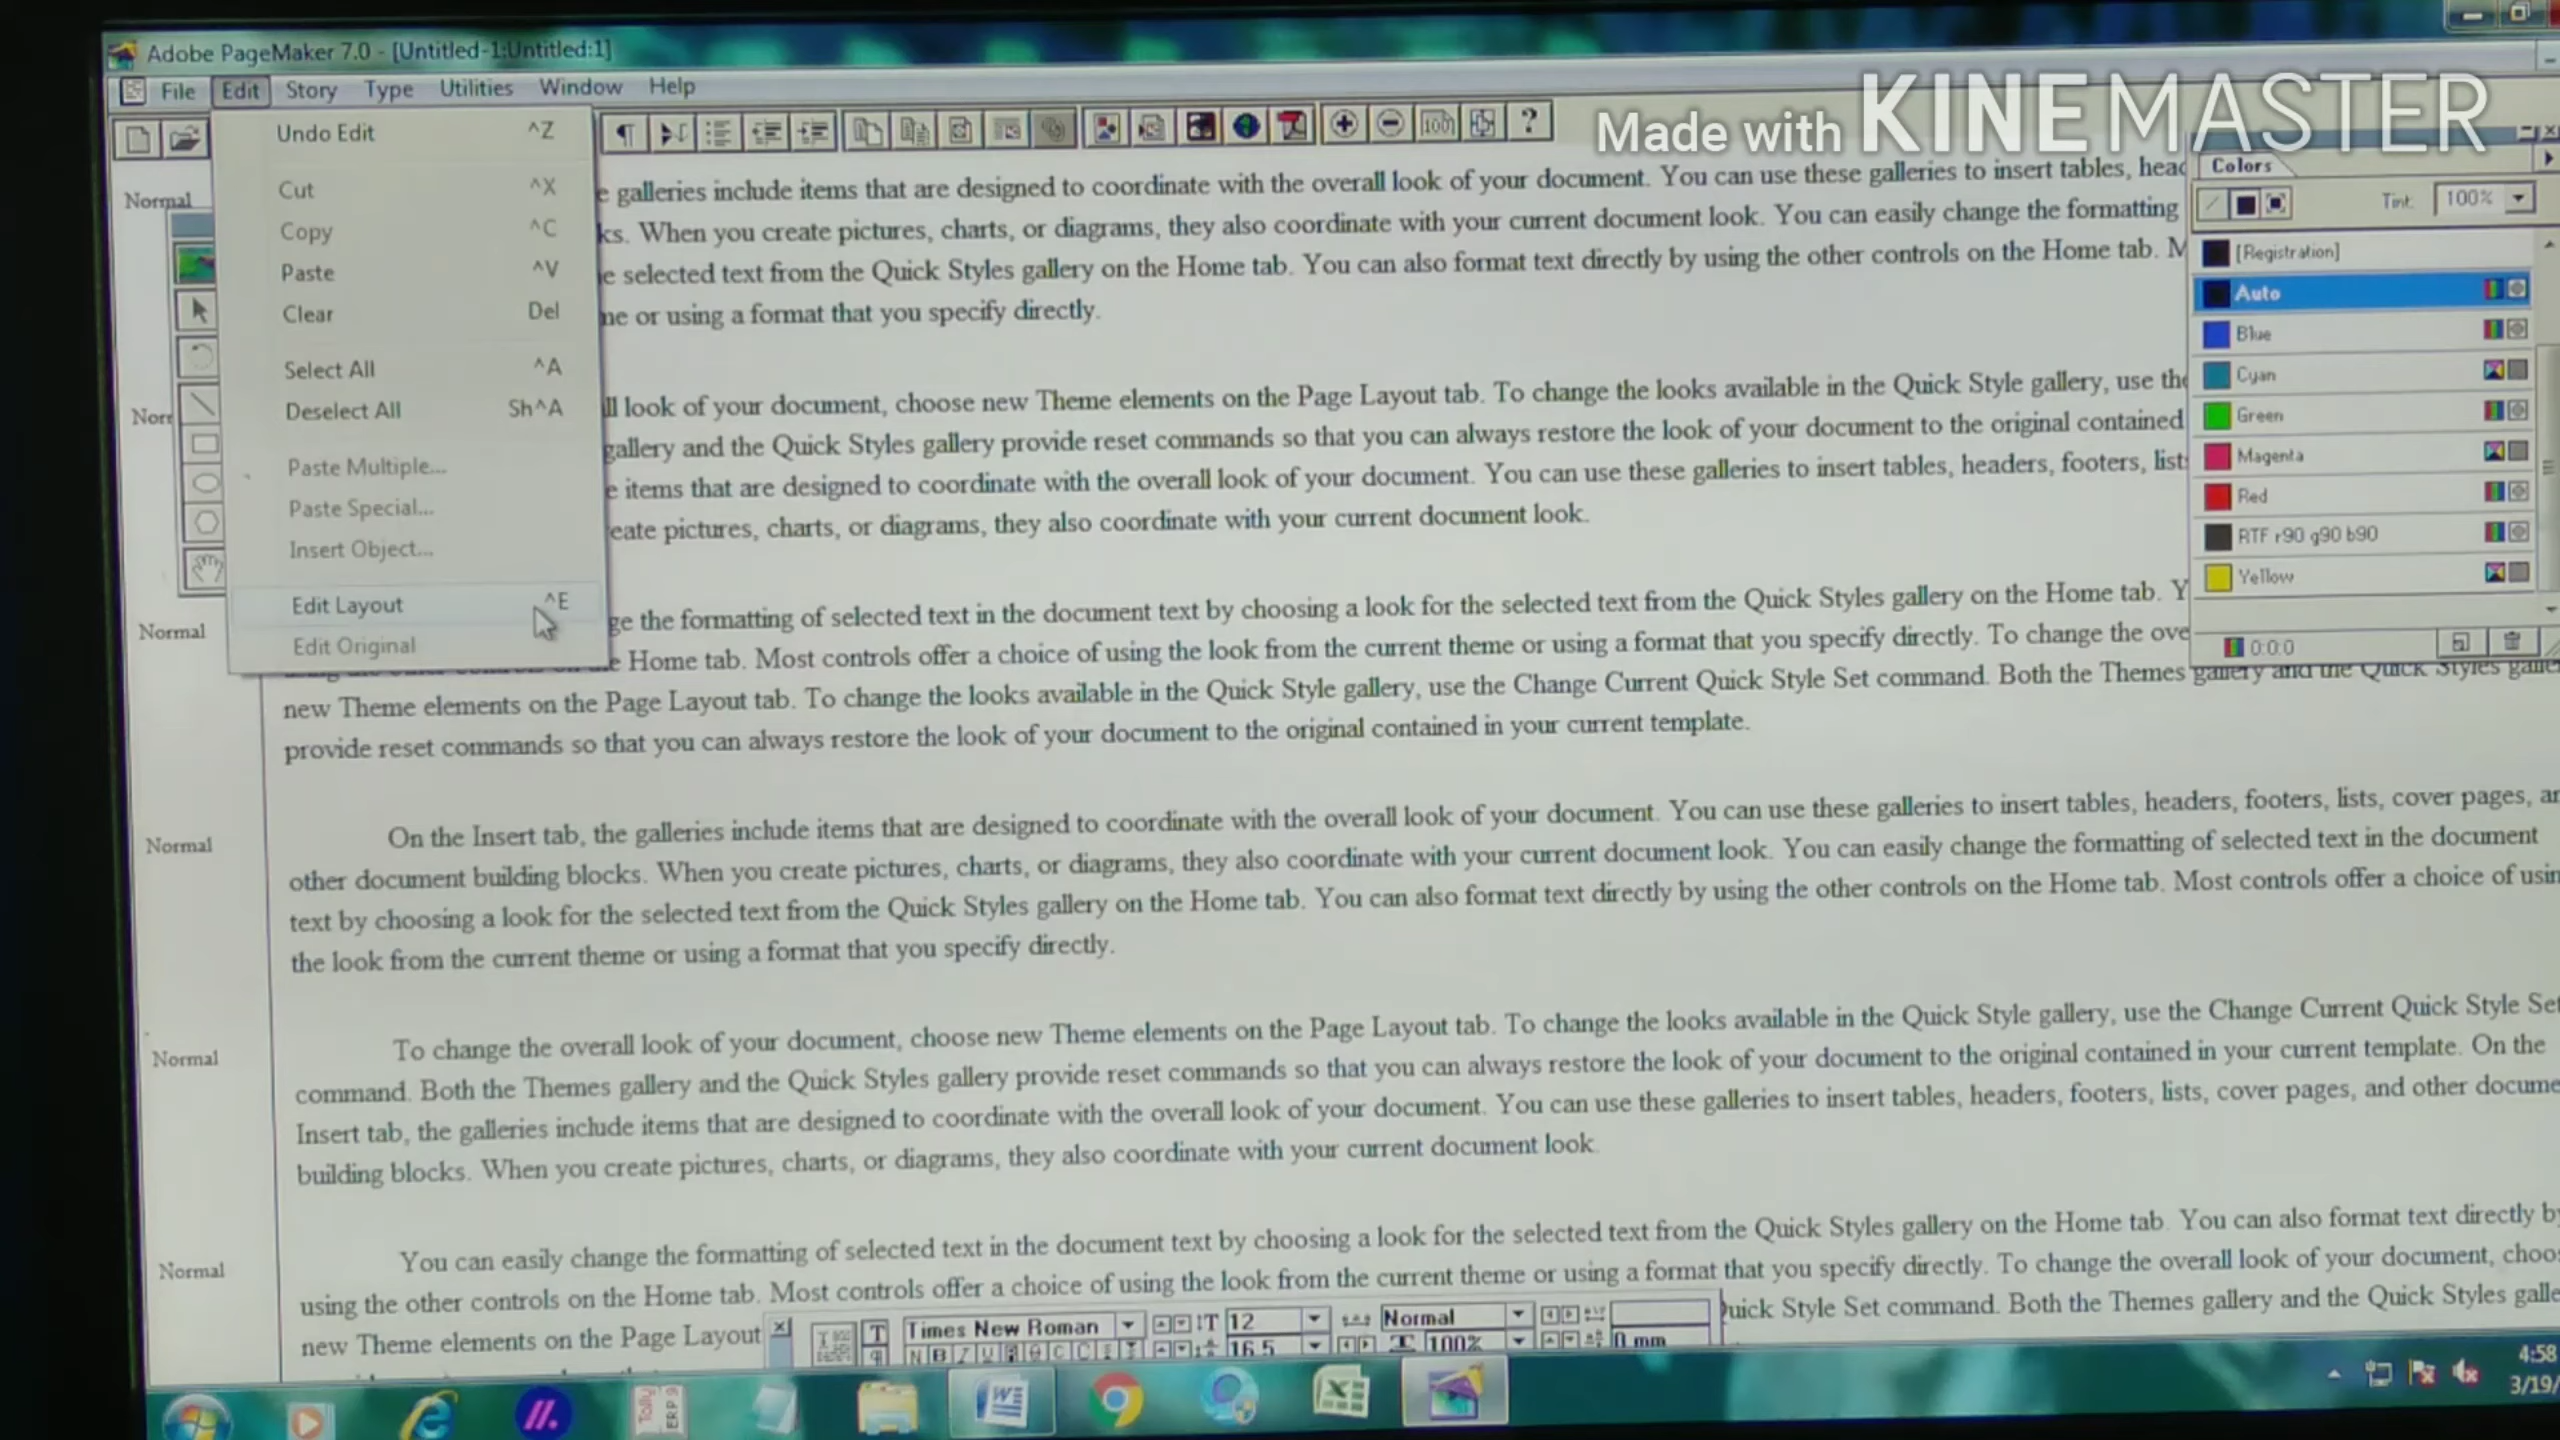 Adobe PageMaker 7.0 - [Untitled-1:Untitled:1]
File Edit Story Type Utilities Window Help
Made with KINEMASTER
Undo Edit ^Z
Cut ^X
Copy ^C
Paste ^V
Clear Del
Select All ^A
Deselect All Sh^A
Paste Multiple...
Paste Special...
Insert Object...
Edit Layout ^E
Edit Original
Colors
Tint: 100%
[Registration]
Auto
Blue
Cyan
Green
Magenta
Red
RTF r90 g90 b90
Yellow
0:0:0
Normal
galleries include items that are designed to coordinate with the overall look of your document. You can use these galleries to insert tables,
When you create pictures, charts, or diagrams, they also coordinate with your current document look. You can easily change the formatting
selected text from the Quick Styles gallery on the Home tab. You can also format text directly by using the other controls on the Home tab.
or using a format that you specify directly.
look of your document, choose new Theme elements on the Page Layout tab. To change the looks available in the Quick Style gallery, use
gallery and the Quick Styles gallery provide reset commands so that you can always restore the look of your document to the original contained
items that are designed to coordinate with the overall look of your document. You can use these galleries to insert tables, headers, footers,
pictures, charts, or diagrams, they also coordinate with your current document look.
Normal
the formatting of selected text in the document text by choosing a look for the selected text from the Quick Styles gallery on the Home tab.
Home tab. Most controls offer a choice of using the look from the current theme or using a format that you specify directly. To change the
new Theme elements on the Page Layout tab. To change the looks available in the Quick Style gallery, use the Change Current Quick Style Set command. Both the Themes gallery and the Quick Styles
provide reset commands so that you can always restore the look of your document to the original contained in your current template.
Normal
On the Insert tab, the galleries include items that are designed to coordinate with the overall look of your document. You can use these galleries to insert tables, headers, footers, lists, cover pages,
other document building blocks. When you create pictures, charts, or diagrams, they also coordinate with your current document look. You can easily change the formatting of selected text in the document
text by choosing a look for the selected text from the Quick Styles gallery on the Home tab. You can also format text directly by using the other controls on the Home tab. Most controls offer a choice of
the look from the current theme or using a format that you specify directly.
Normal
To change the overall look of your document, choose new Theme elements on the Page Layout tab. To change the looks available in the Quick Style gallery, use the Change Current Quick Style Set
command. Both the Themes gallery and the Quick Styles gallery provide reset commands so that you can always restore the look of your document to the original contained in your current template. On the
Insert tab, the galleries include items that are designed to coordinate with the overall look of your document. You can use these galleries to insert tables, headers, footers, lists, cover pages, and other
building blocks. When you create pictures, charts, or diagrams, they also coordinate with your current document look.
Normal
You can easily change the formatting of selected text in the document text by choosing a look for the selected text from the Quick Styles gallery on the Home tab. You can also format text directly by
using the other controls on the Home tab. Most controls offer a choice of using the look from the current theme or using a format that you specify directly. To change the overall look of your document,
new Theme elements on the Page Layout
Style Set command. Both the Themes gallery and the Quick Styles
Times New Roman 12 Normal
16.5 100% 0 mm
Tally ERP 9
4:58
3/19/